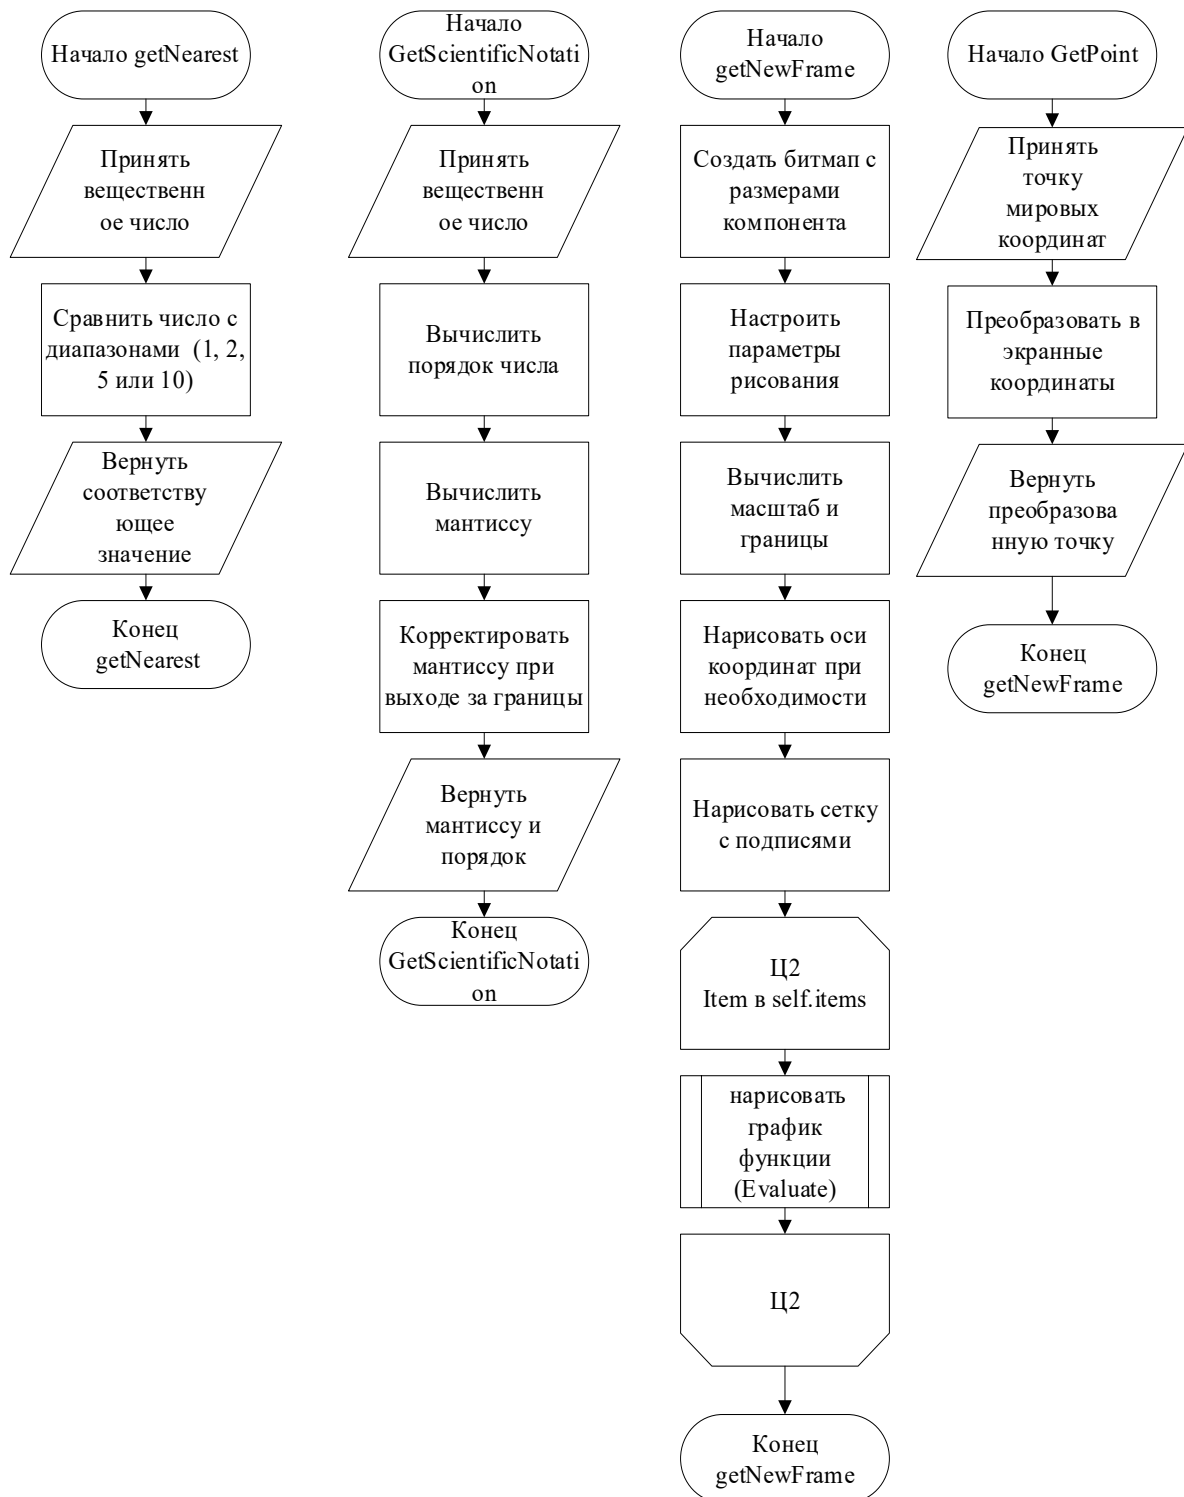 Начало getNearest
Принять
вещественн
ое число
Сравнить число с
диапазонами (1, 2,
5 или 10)
Вернуть
соответству
ющее
значение
Конец
getNearest
Начало
GetScientificNotati
on
Принять
вещественн
ое число
Вычислить
порядок числа
Вычислить
мантиссу
Корректировать
мантиссу при
выходе за границы
Вернуть
мантиссу и
порядок
Конец
GetScientificNotati
on
Начало
getNewFrame
Создать битмап с
размерами
компонента
Настроить
параметры
рисования
Вычислить
масштаб и
границы
Нарисовать оси
координат при
необходимости
Нарисовать сетку
с подписями
Ц2
Item в self.items
нарисовать
график
функции
(Evaluate)
Ц2
Конец
getNewFrame
Начало GetPoint
Принять
точку
мировых
координат
Преобразовать в
экранные
координаты
Вернуть
преобразова
нную точку
Конец
getNewFrame